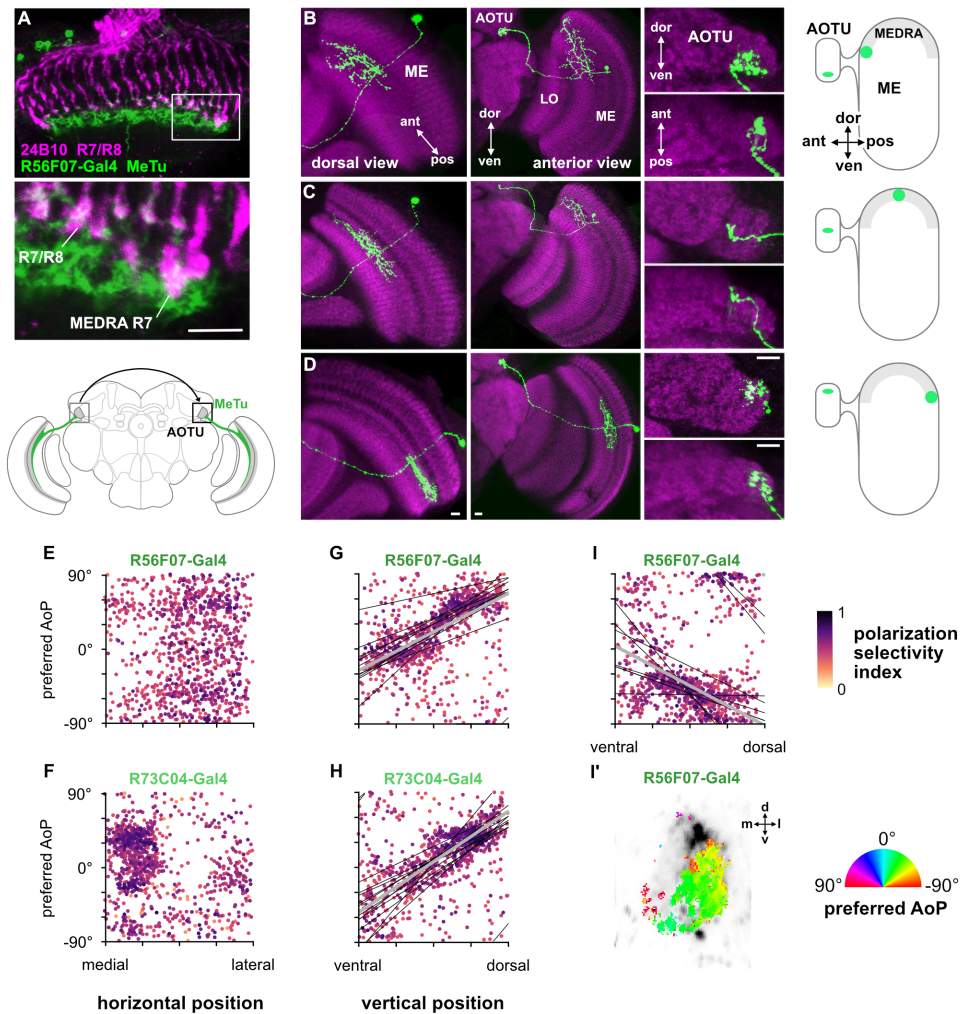 A
24B10 R7/R8
R56F07-Gal4 MeTu
R7/R8
MEDRA R7
MeTu
AOTU
B
ME
ant
pos
dorsal view
AOTU
LO
dor
ven
ME
anterior view
AOTU
dor
ven
ant
pos
AOTU
MEDRA
ME
dor
ant
pos
ven
C
D
E
R56F07-Gal4
90°
0°
-90°
preferred AoP
G
R56F07-Gal4
I
R56F07-Gal4
ventral
dorsal
1
0
polarization
selectivity
index
F
R73C04-Gal4
90°
0°
-90°
preferred AoP
medial
lateral
horizontal position
H
R73C04-Gal4
ventral
dorsal
vertical position
I'
R56F07-Gal4
d
m
l
v
0°
90°
-90°
preferred AoP